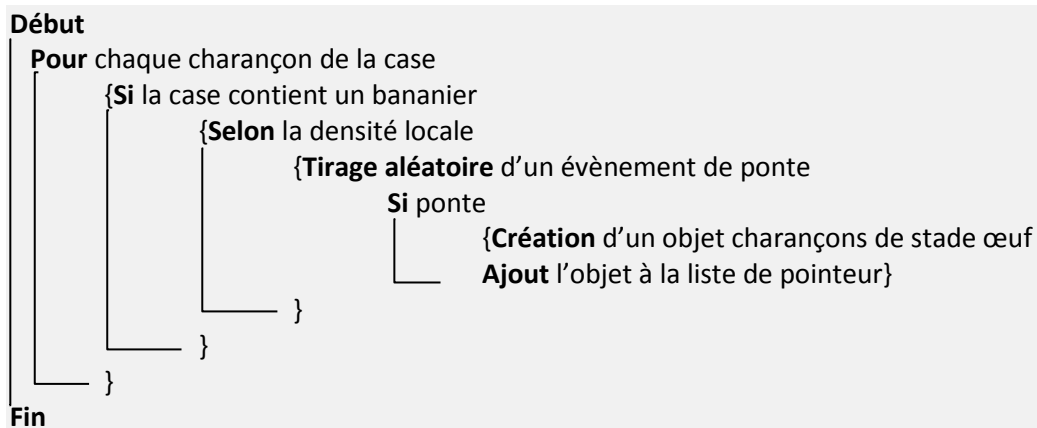 Début
Pour chaque charançon de la case
{Si la case contient un bananier
{Selon la densité locale
{Tirage aléatoire d'un évènement de ponte
Si ponte
{Création d'un objet charançons de stade œuf
Ajout l'objet à la liste de pointeur}
}
}
}
Fin